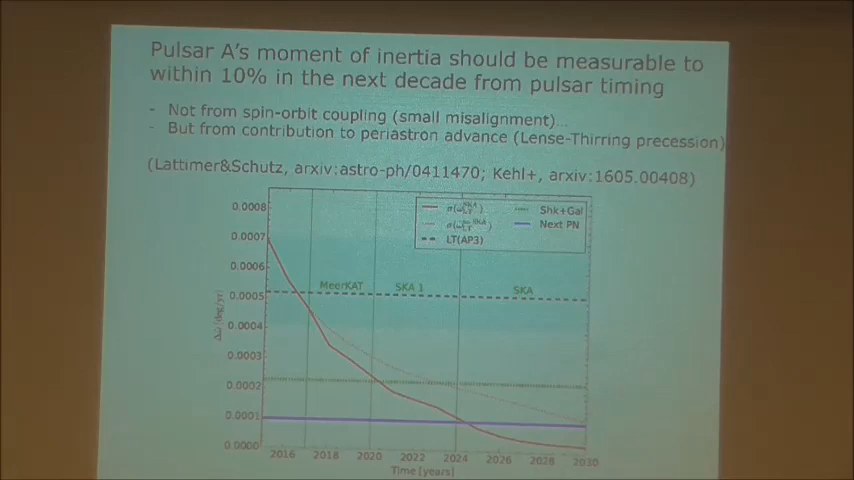 Pulsar A's moment of inertia should be measurable to
within 10% in the next decade from pulsar timing
- Not from spin-orbit coupling (small misalignment)...
- But from contribution to periastron advance (Lense-Thirring precession)
(Lattimer&Schutz, arxiv:astro-ph/0411470; Kehl+, arxiv:1605.00408)
Shk+Gal
Next PN
LT(AP3)
0.0008
0.0007
0.0006
0.0005
0.0004
0.0003
0.0002
0.0001
0.0000
MeerKAT SKA 1 SKA
[deg/yr]
2016 2018 2020 2022 2024 2026 2028 2030
Time [years]